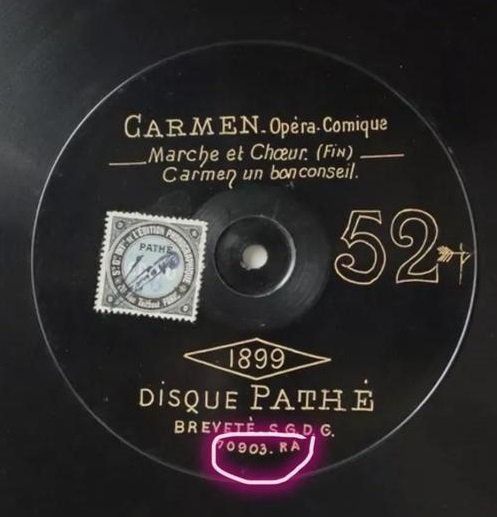 CARMEN - Opéra-Comique
Marche et Chœur. (FIN)
Carmen un bon conseil.
52
PATHÉ
1899
DISQUE PATHÉ
BREVETÉ S.G.D.G.
70903. RA